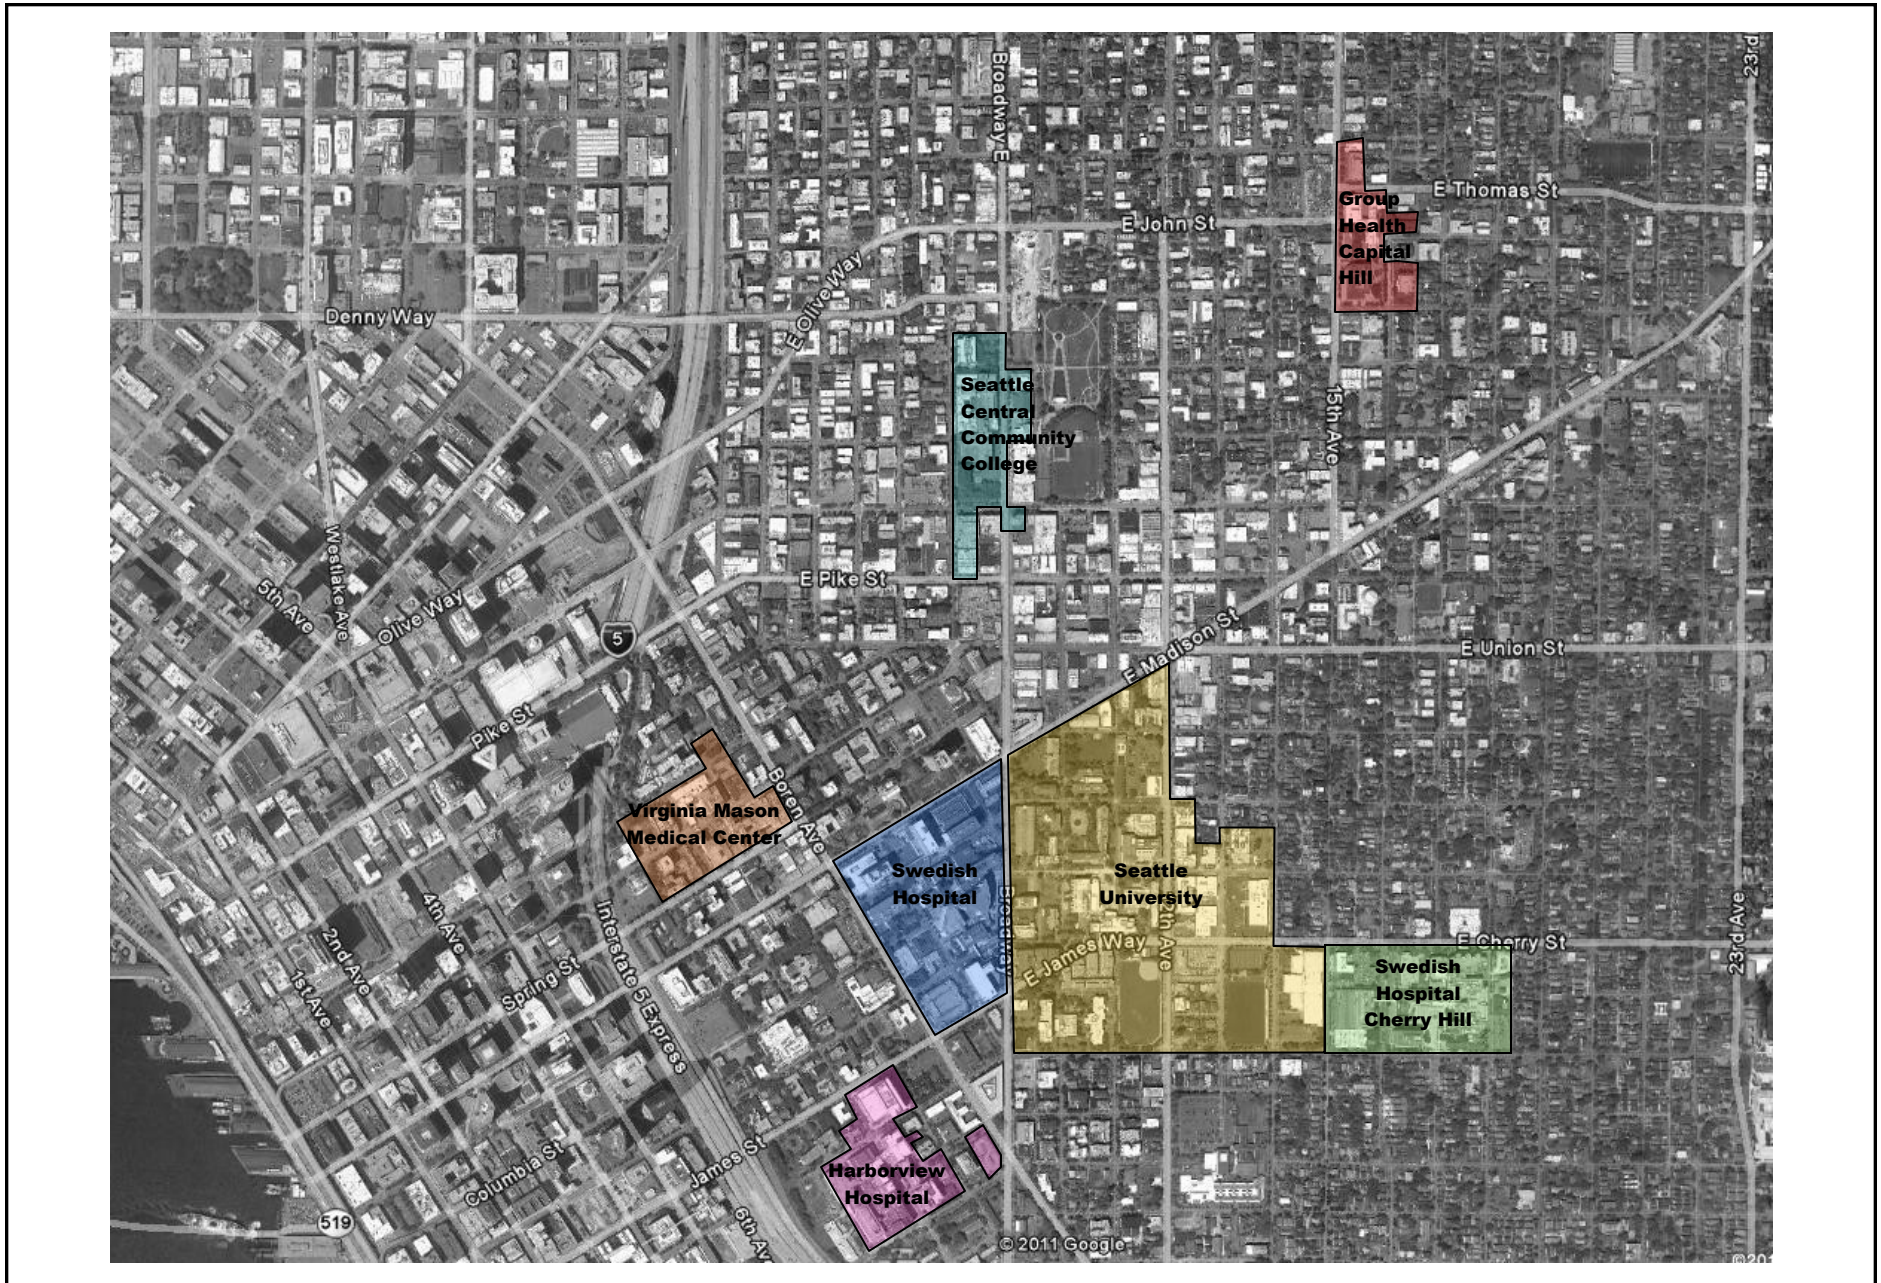 Broadway E
23rd
E Thomas St
Group
Health
Capital
Hill
E John St
E Olive Way
Denny Way
Seattle
Central
Community
College
15th Ave
Westlake Ave
5th Ave
Olive Way
E Pike St
5
E Madison St
E Union St
Pike St
Virginia Mason
Medical Center
Boren Ave
Swedish
Hospital
Seattle
University
Broadway
12th Ave
E James Way
E Cherry St
23rd Ave
Swedish
Hospital
Cherry Hill
4th Ave
2nd Ave
1st Ave
Spring St
Interstate 5 Express
Columbia St
James St
Harborview
Hospital
519
6th Av
© 2011 Google
©201